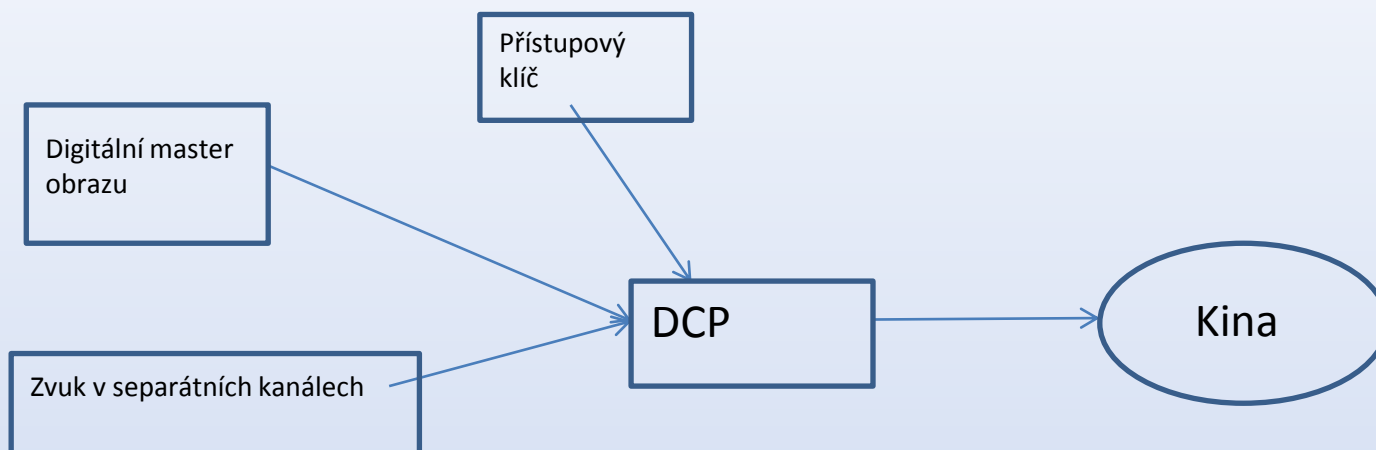 Přístupový
klíč
Digitální master
obrazu
DCP
Kina
Zvuk v separátních kanálech